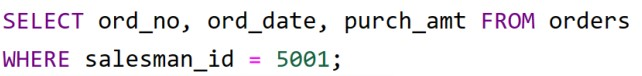 SELECT ord_no, ord_date, purch_amt FROM orders
WHERE salesman_id = 5001;